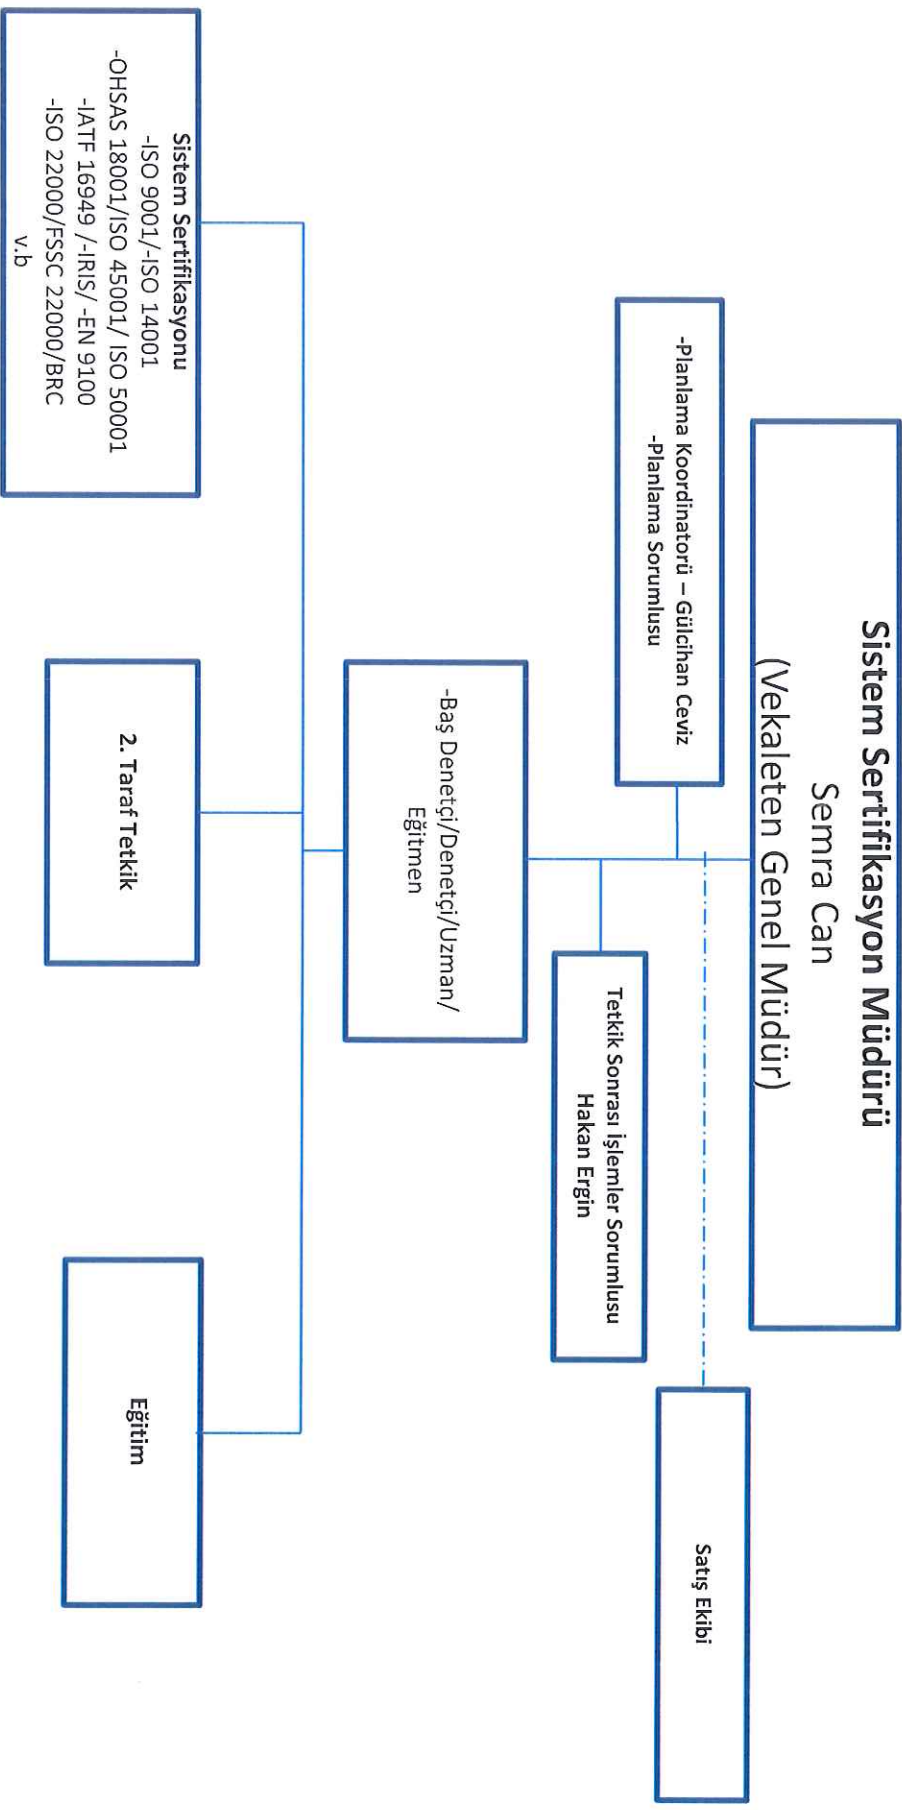 Sistem Sertifikasyon Müdürü
Semra Can
(Vekaleten Genel Müdür)
-Planlama Koordinatorü – Gülcihan Ceviz
-Planlama Sorumlusu
Satış Ekibi
Tetkik Sonrası İşlemler Sorumlusu
Hakan Ergin
-Baş Denetçi/Denetçi/Uzman/
Eğitmen
Sistem Sertifikasyonu
-ISO 9001/-ISO 14001
-OHSAS 18001/ISO 45001/ ISO 50001
-IATF 16949 /-IRIS/ -EN 9100
-ISO 22000/FSSC 22000/BRC
v.b
2. Taraf Tetkik
Eğitim